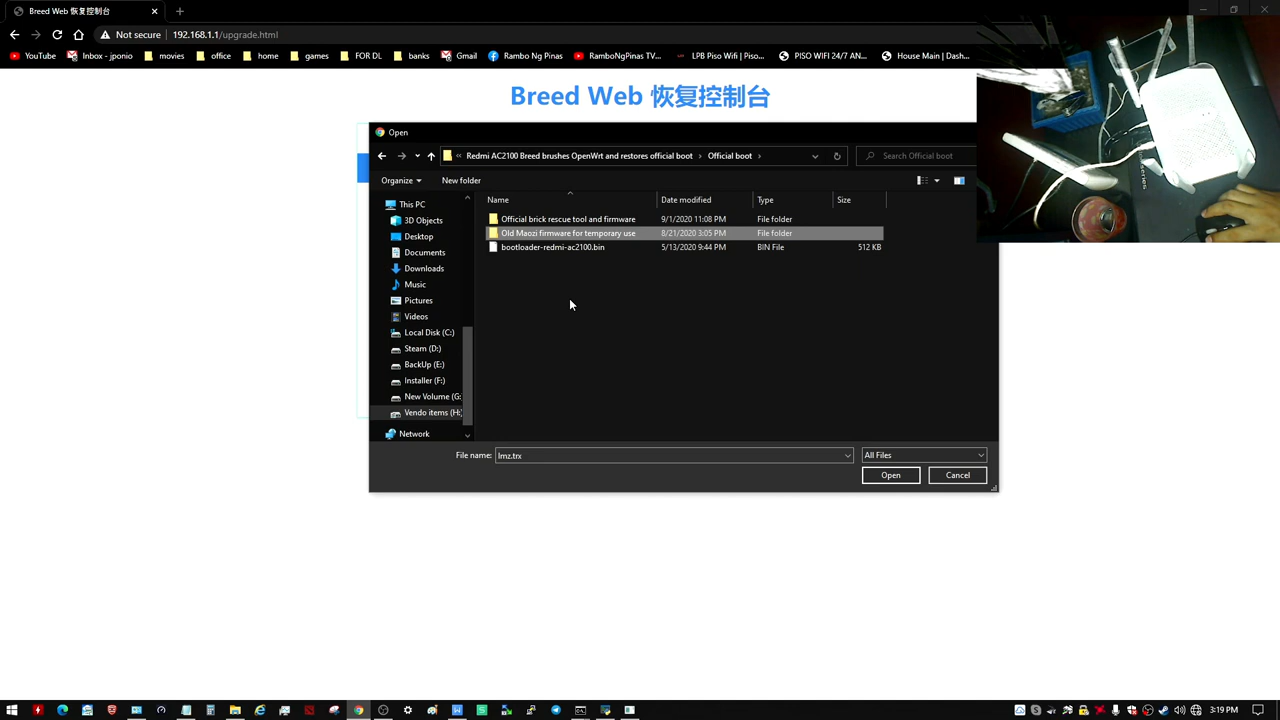 Breed Web 恢复控制台
Not secure
192.168.1.1/upgrade.html
YouTube
Inbox - jponio
movies
office
home
games
FOR DL
banks
Gmail
Rambo Ng Pinas
RamboNgPinas TV...
LPB Piso Wifi | Piso...
PISO WIFI 24/7 AN...
House Main | Dash...
Breed Web 恢复控制台
Open
« Redmi AC2100 Breed brushes OpenWrt and restores official boot › Official boot ›
Search Official boot
Organize
New folder
Name
Date modified
Type
Size
This PC
3D Objects
Desktop
Documents
Downloads
Music
Pictures
Videos
Local Disk (C:)
Steam (D:)
BackUp (E:)
Installer (F:)
New Volume (G:
Vendo items (H:
Network
Official brick rescue tool and firmware 9/1/2020 11:08 PM File folder
Old Maozi firmware for temporary use 8/21/2020 3:05 PM File folder
bootloader-redmi-ac2100.bin 5/13/2020 9:44 PM BIN File 512 KB
File name:
lmz.trx
All Files
Open
Cancel
3:19 PM